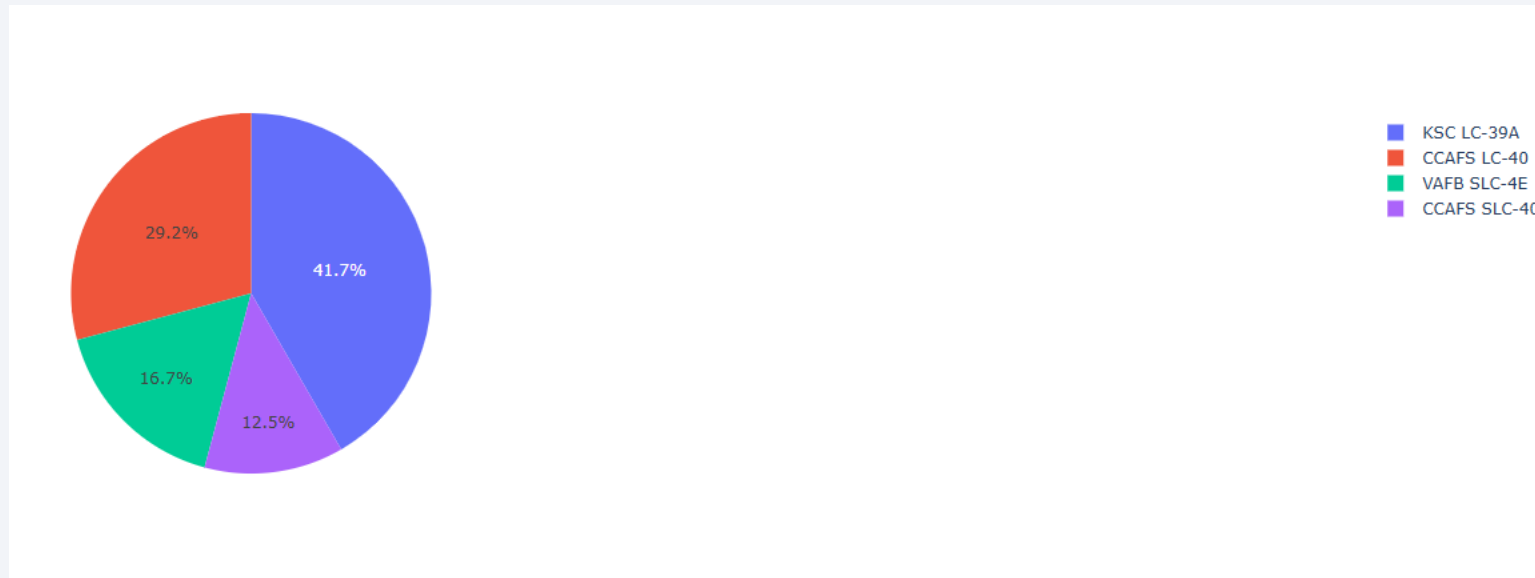 29.2%
41.7%
16.7%
12.5%
KSC LC-39A
CCAFS LC-40
VAFB SLC-4E
CCAFS SLC-40